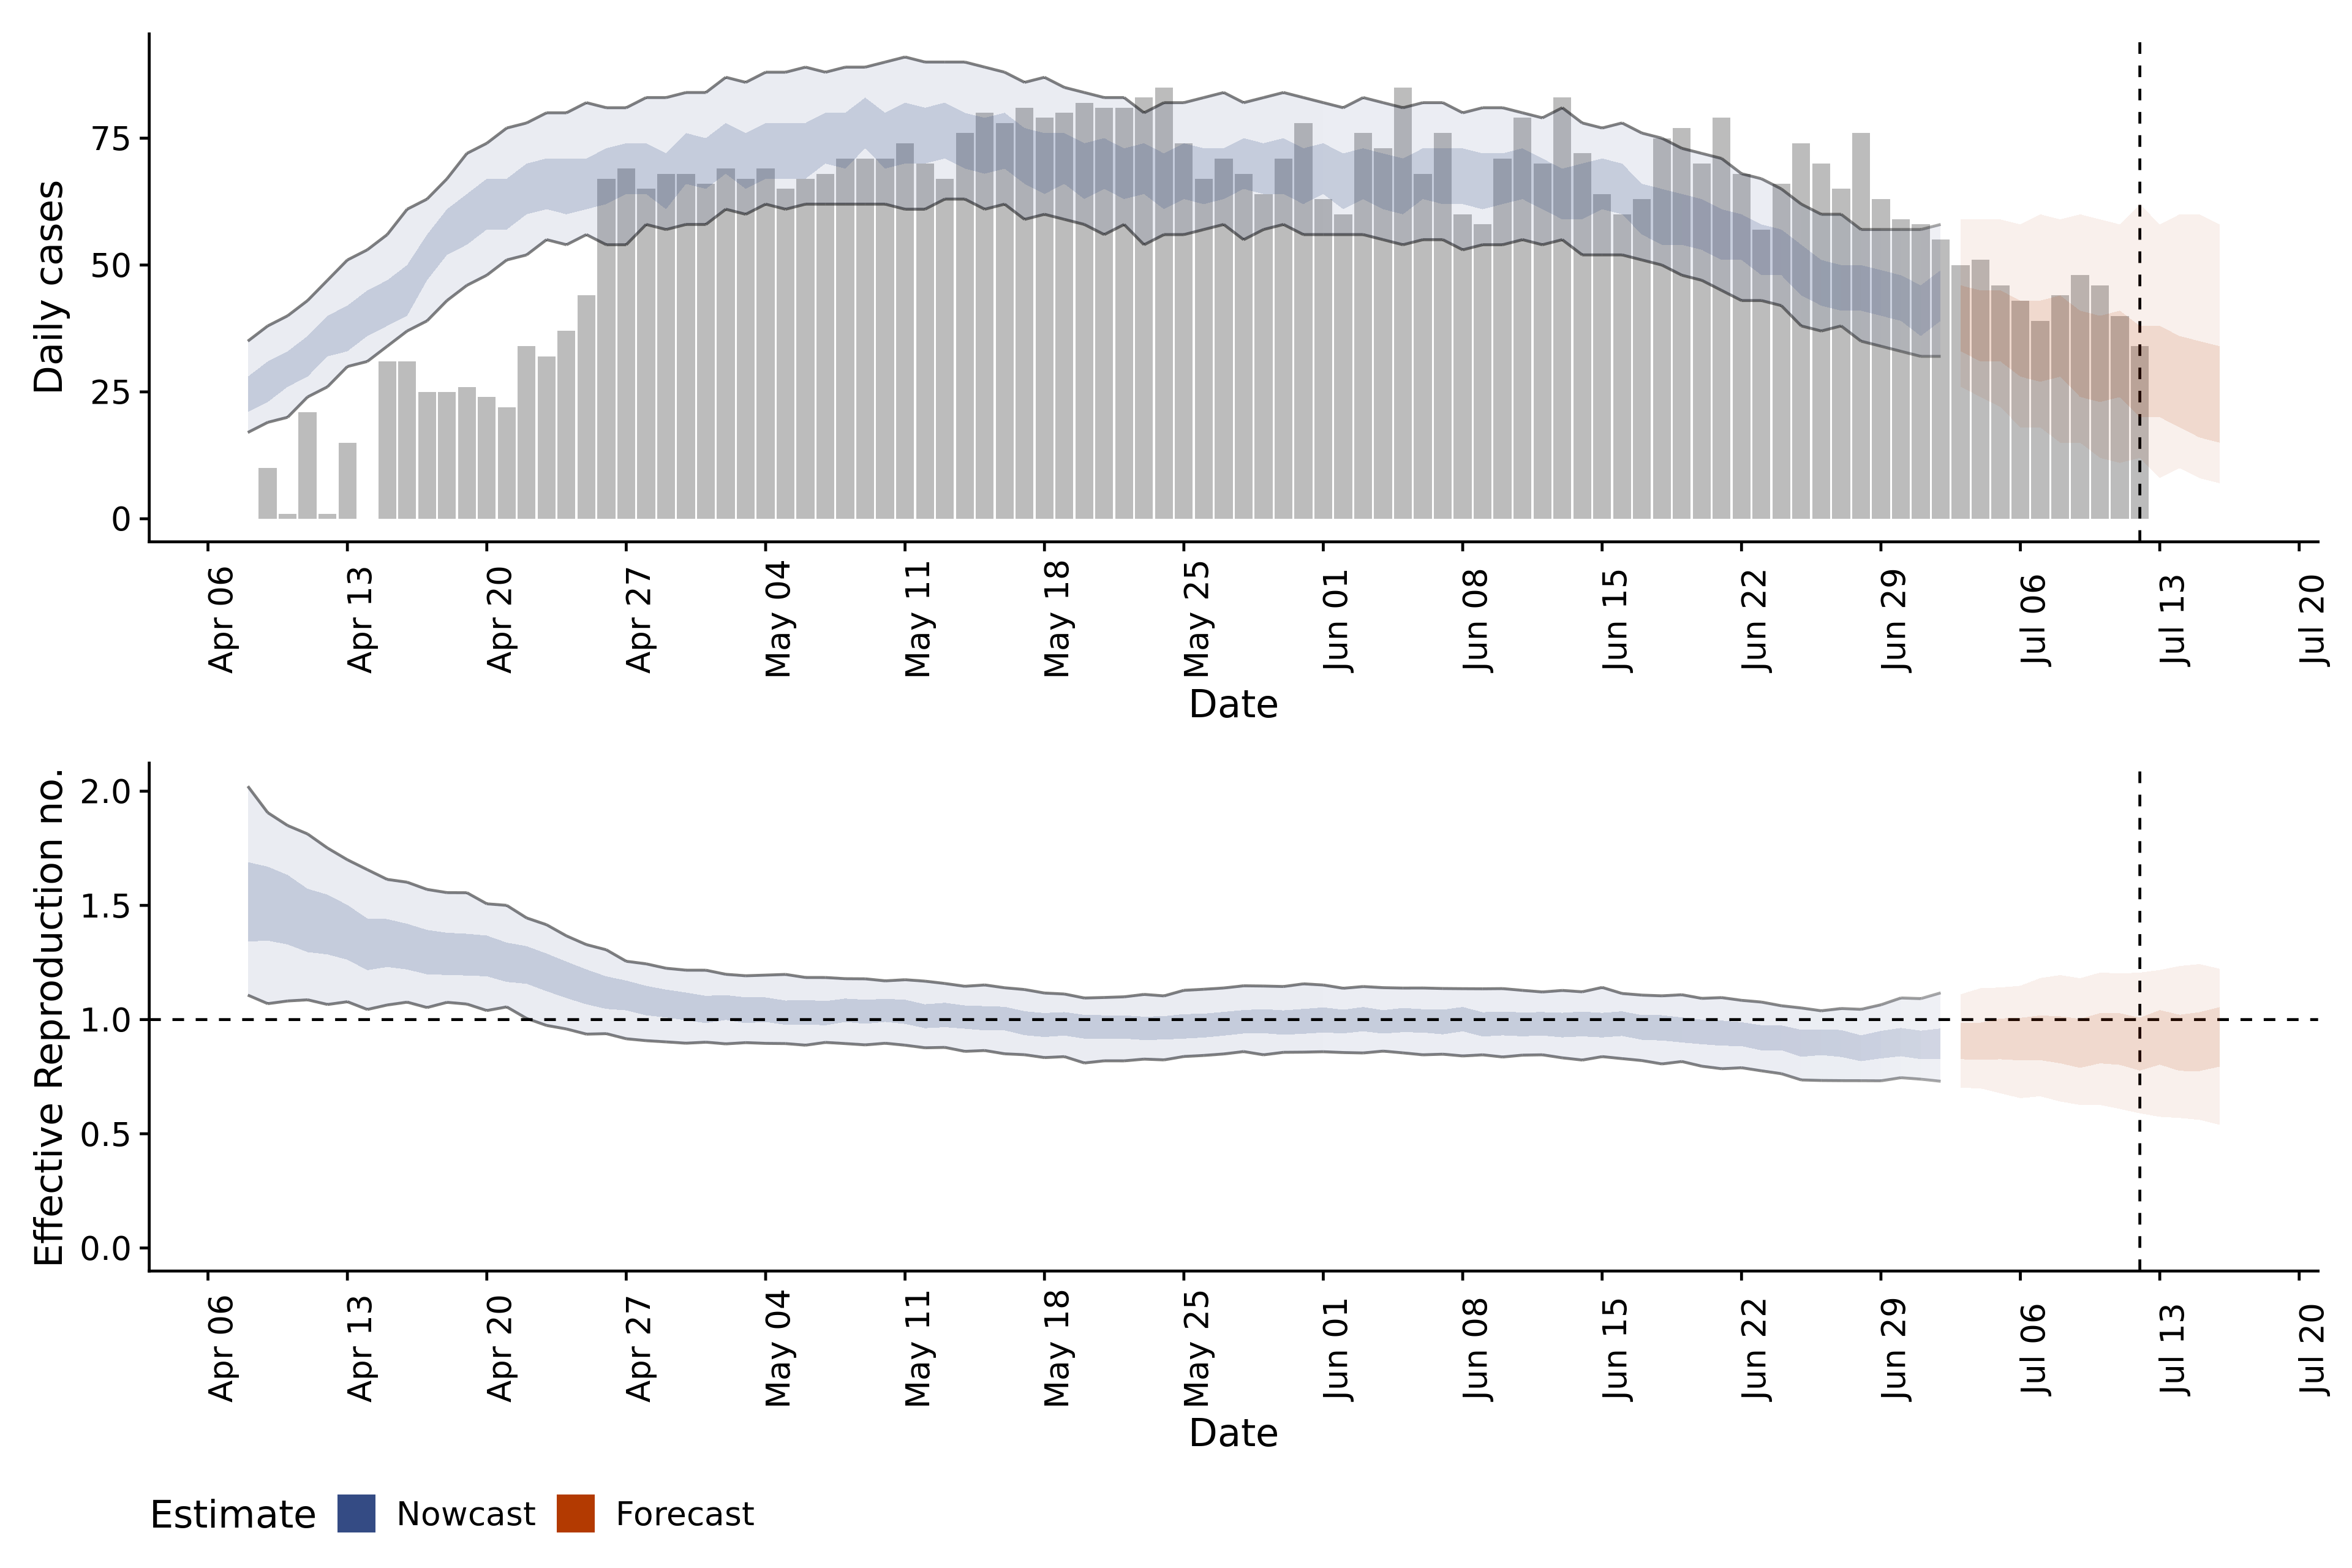 Daily cases
75
50
25
0
Apr 06
Apr 13
Apr 20
Apr 27
May 04
May 11
May 18
May 25
Jun 01
Jun 08
Jun 15
Jun 22
Jun 29
Jul 06
Jul 13
Jul 20
Date
Effective Reproduction no.
2.0
1.5
1.0
0.5
0.0
Apr 06
Apr 13
Apr 20
Apr 27
May 04
May 11
May 18
May 25
Jun 01
Jun 08
Jun 15
Jun 22
Jun 29
Jul 06
Jul 13
Jul 20
Date
Estimate Nowcast Forecast